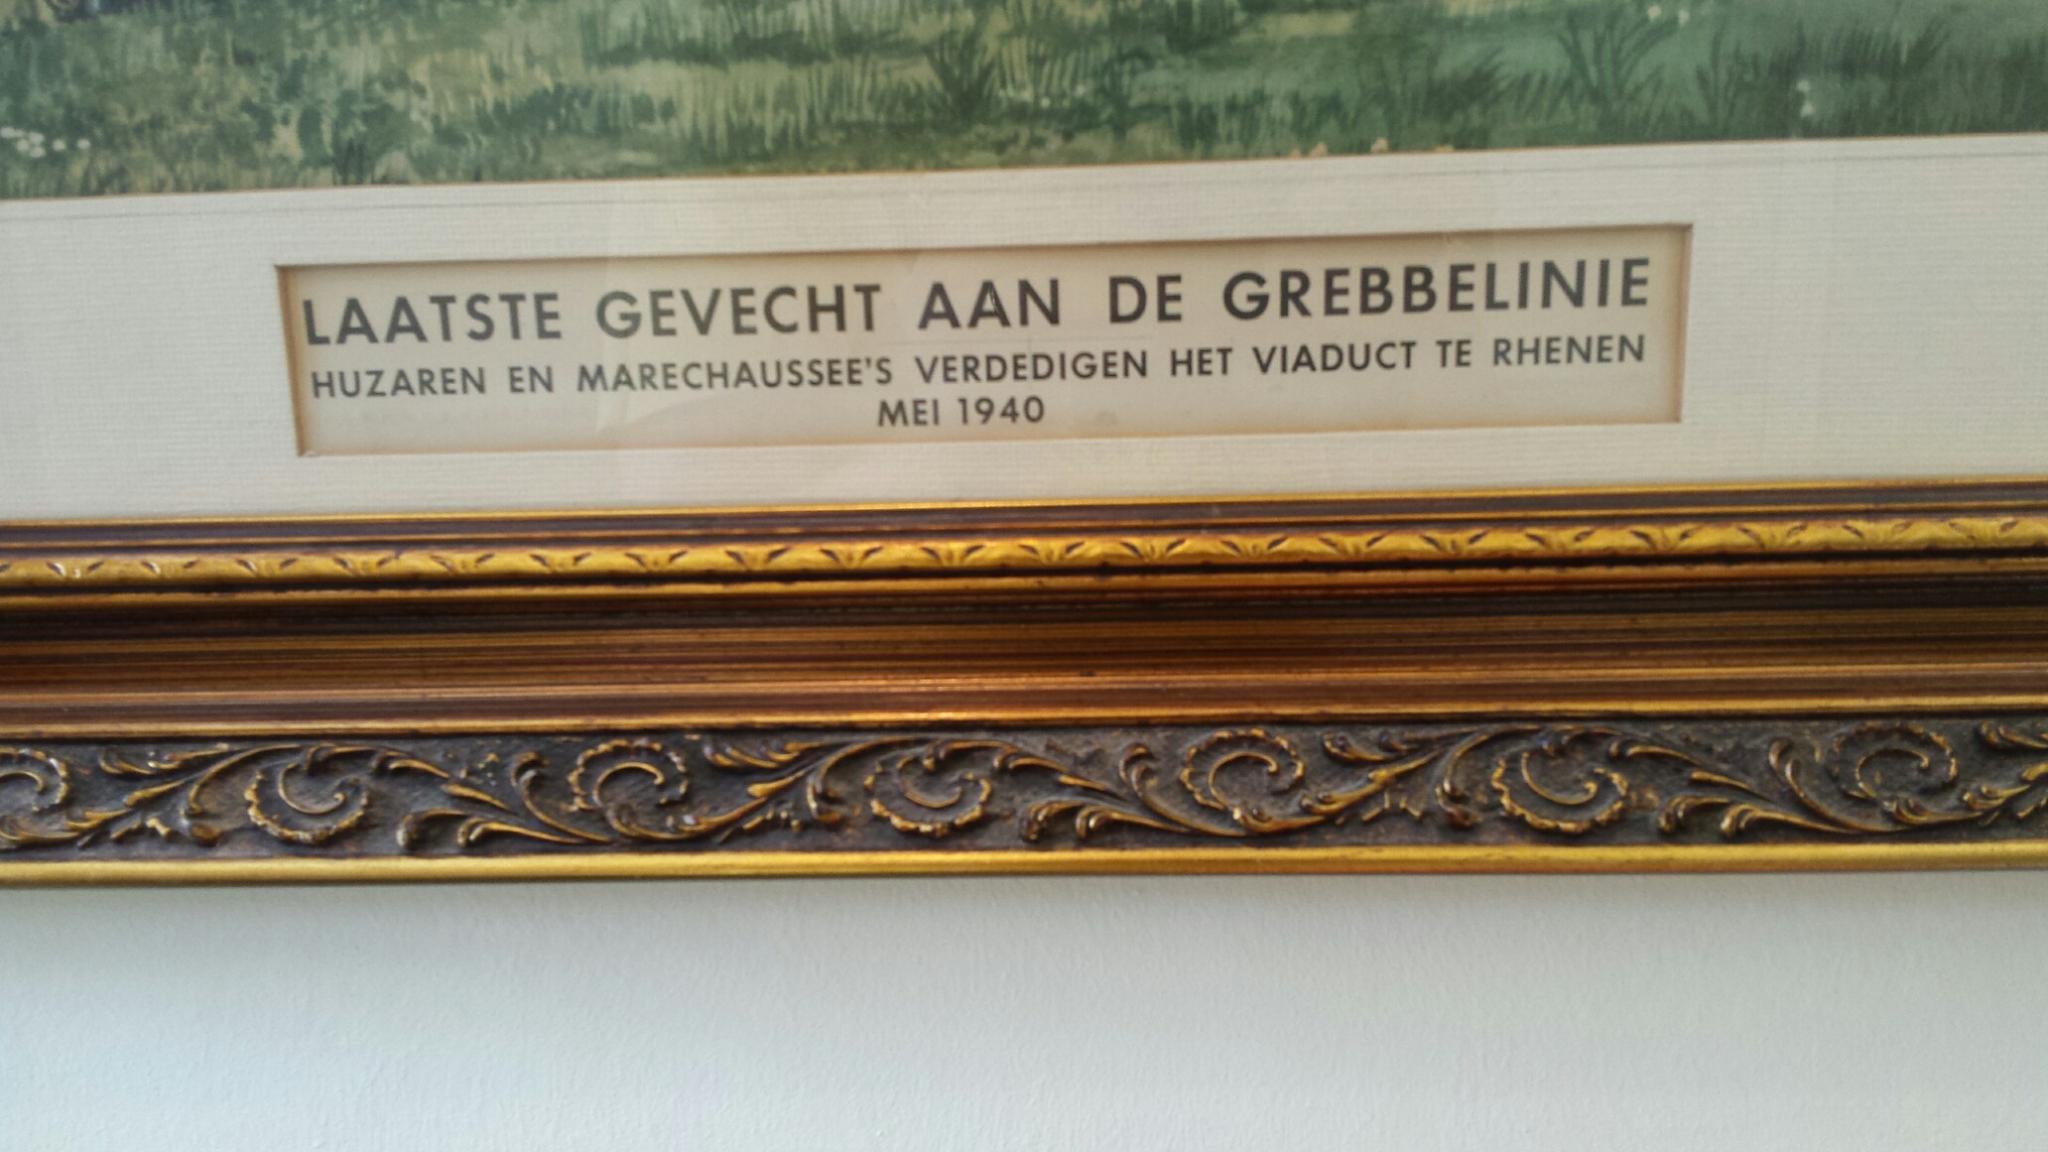 LAATSTE GEVECHT AAN DE GREBBELINIE
HUZAREN EN MARECHAUSSEE'S VERDEDIGEN HET VIADUCT TE RHENEN
MEI 1940